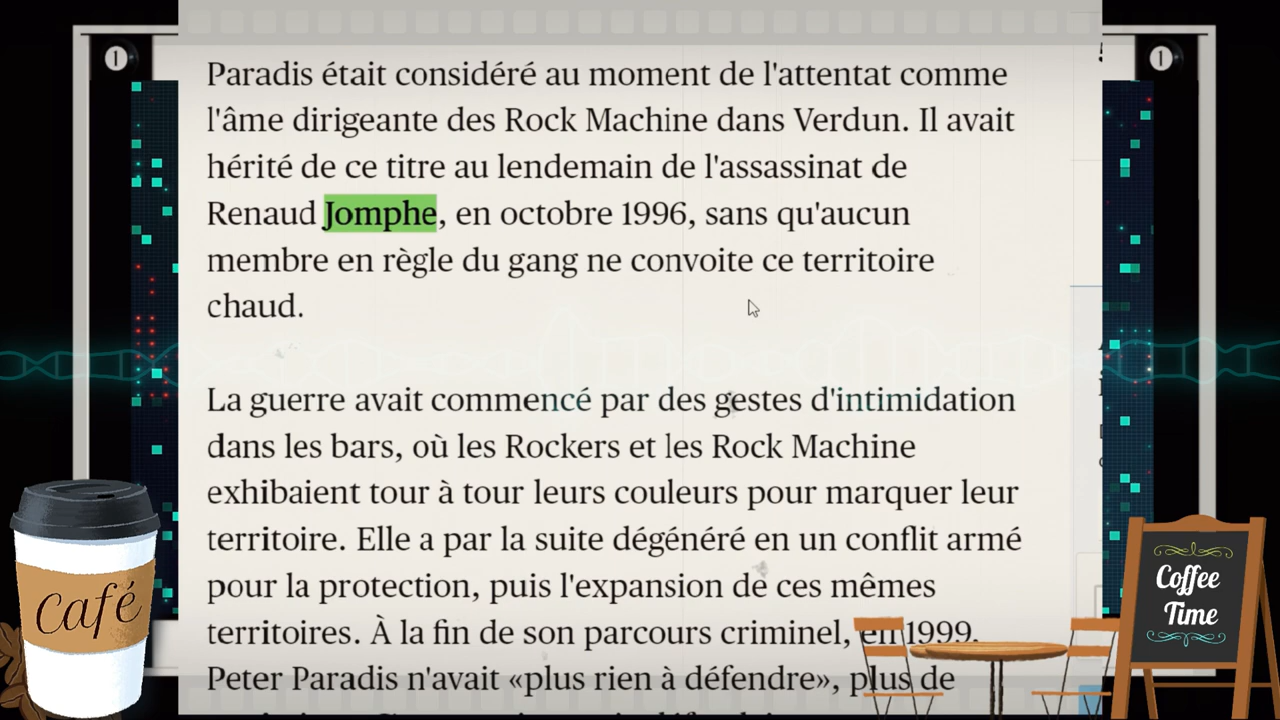 Paradis était considéré au moment de l'attentat comme
l'âme dirigeante des Rock Machine dans Verdun. Il avait
hérité de ce titre au lendemain de l'assassinat de
Renaud Jomphe, en octobre 1996, sans qu'aucun
membre en règle du gang ne convoite ce territoire
chaud.
La guerre avait commencé par des gestes d'intimidation
dans les bars, où les Rockers et les Rock Machine
exhibaient tour à tour leurs couleurs pour marquer leur
territoire. Elle a par la suite dégénéré en un conflit armé
pour la protection, puis l'expansion de ces mêmes
territoires. À la fin de son parcours criminel, en 1999,
Peter Paradis n'avait «plus rien à défendre», plus de
1
1
Café
Coffee
Time